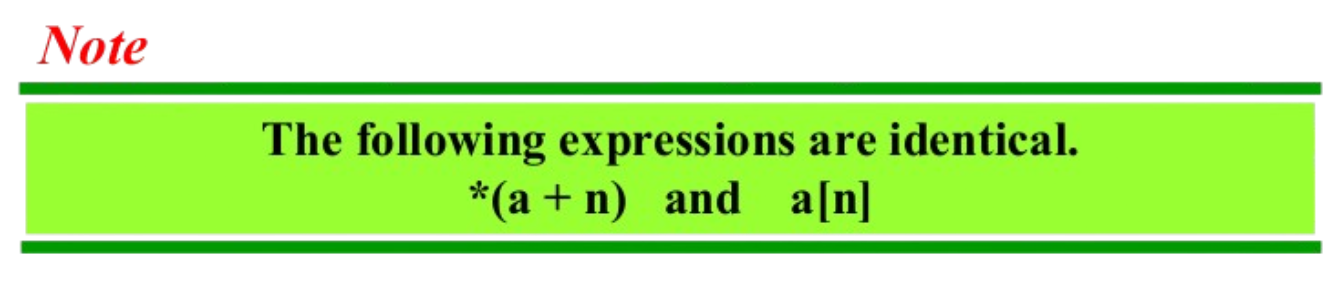 Note
The following expressions are identical.
*(a + n) and a[n]